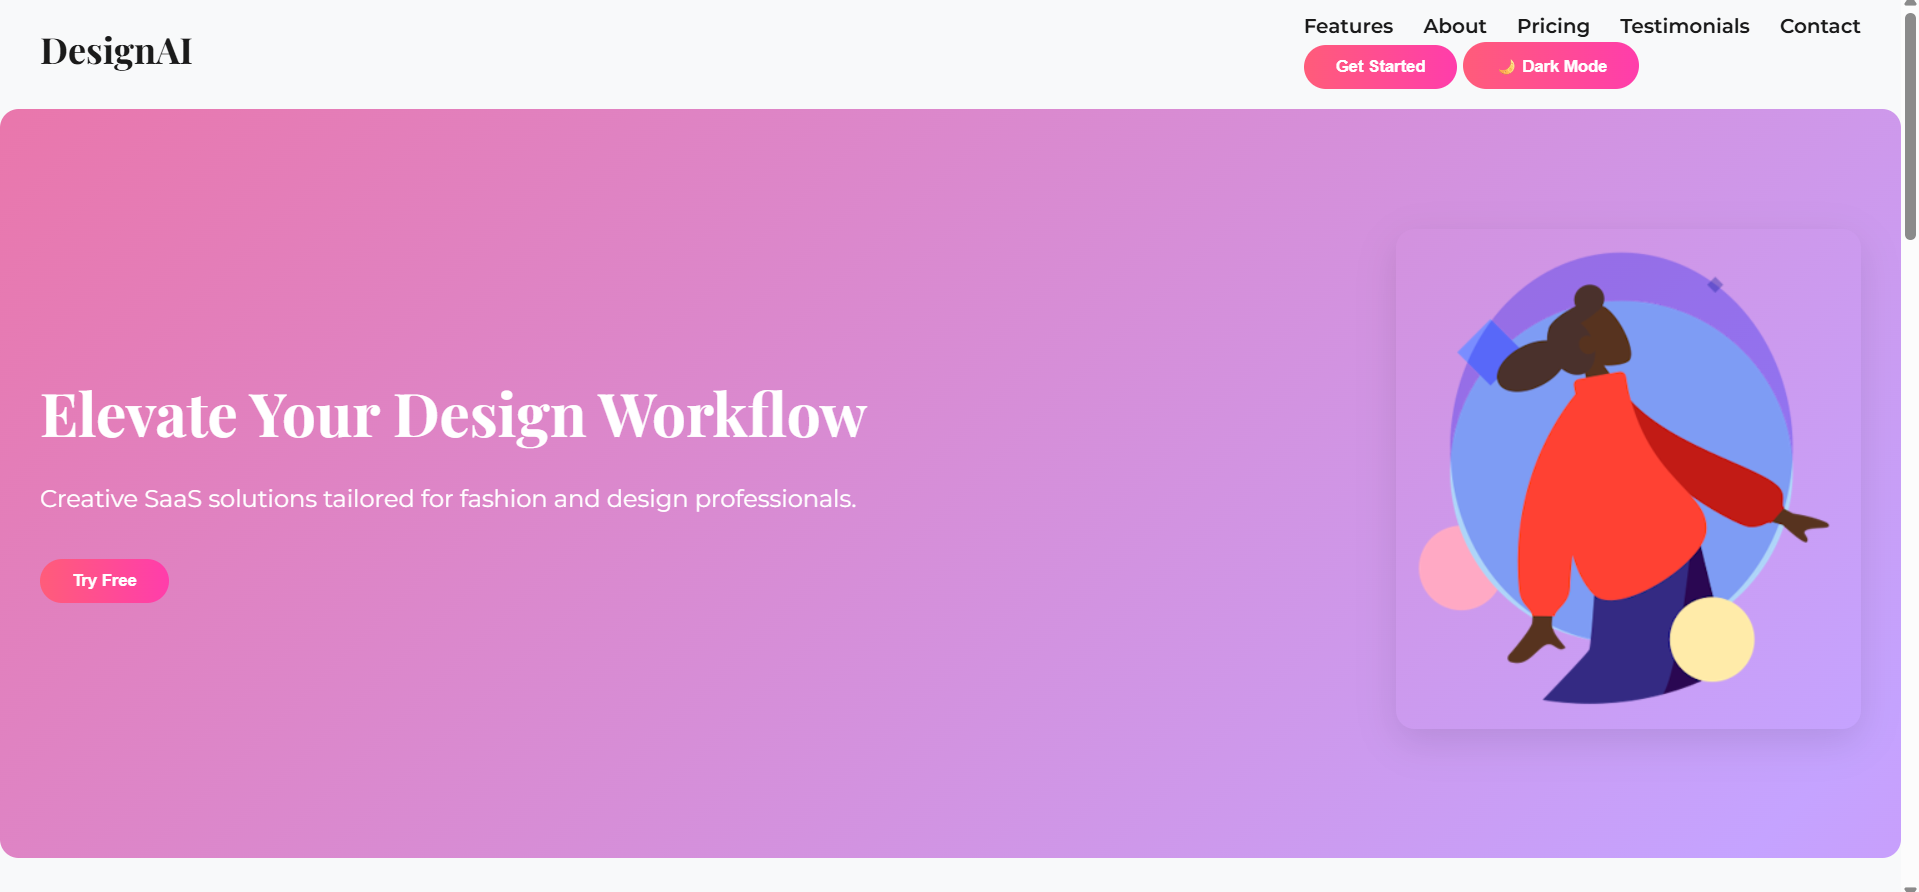 DesignAI
Features About Pricing Testimonials Contact
Get Started 🌙 Dark Mode
Elevate Your Design Workflow
Creative SaaS solutions tailored for fashion and design professionals.
Try Free